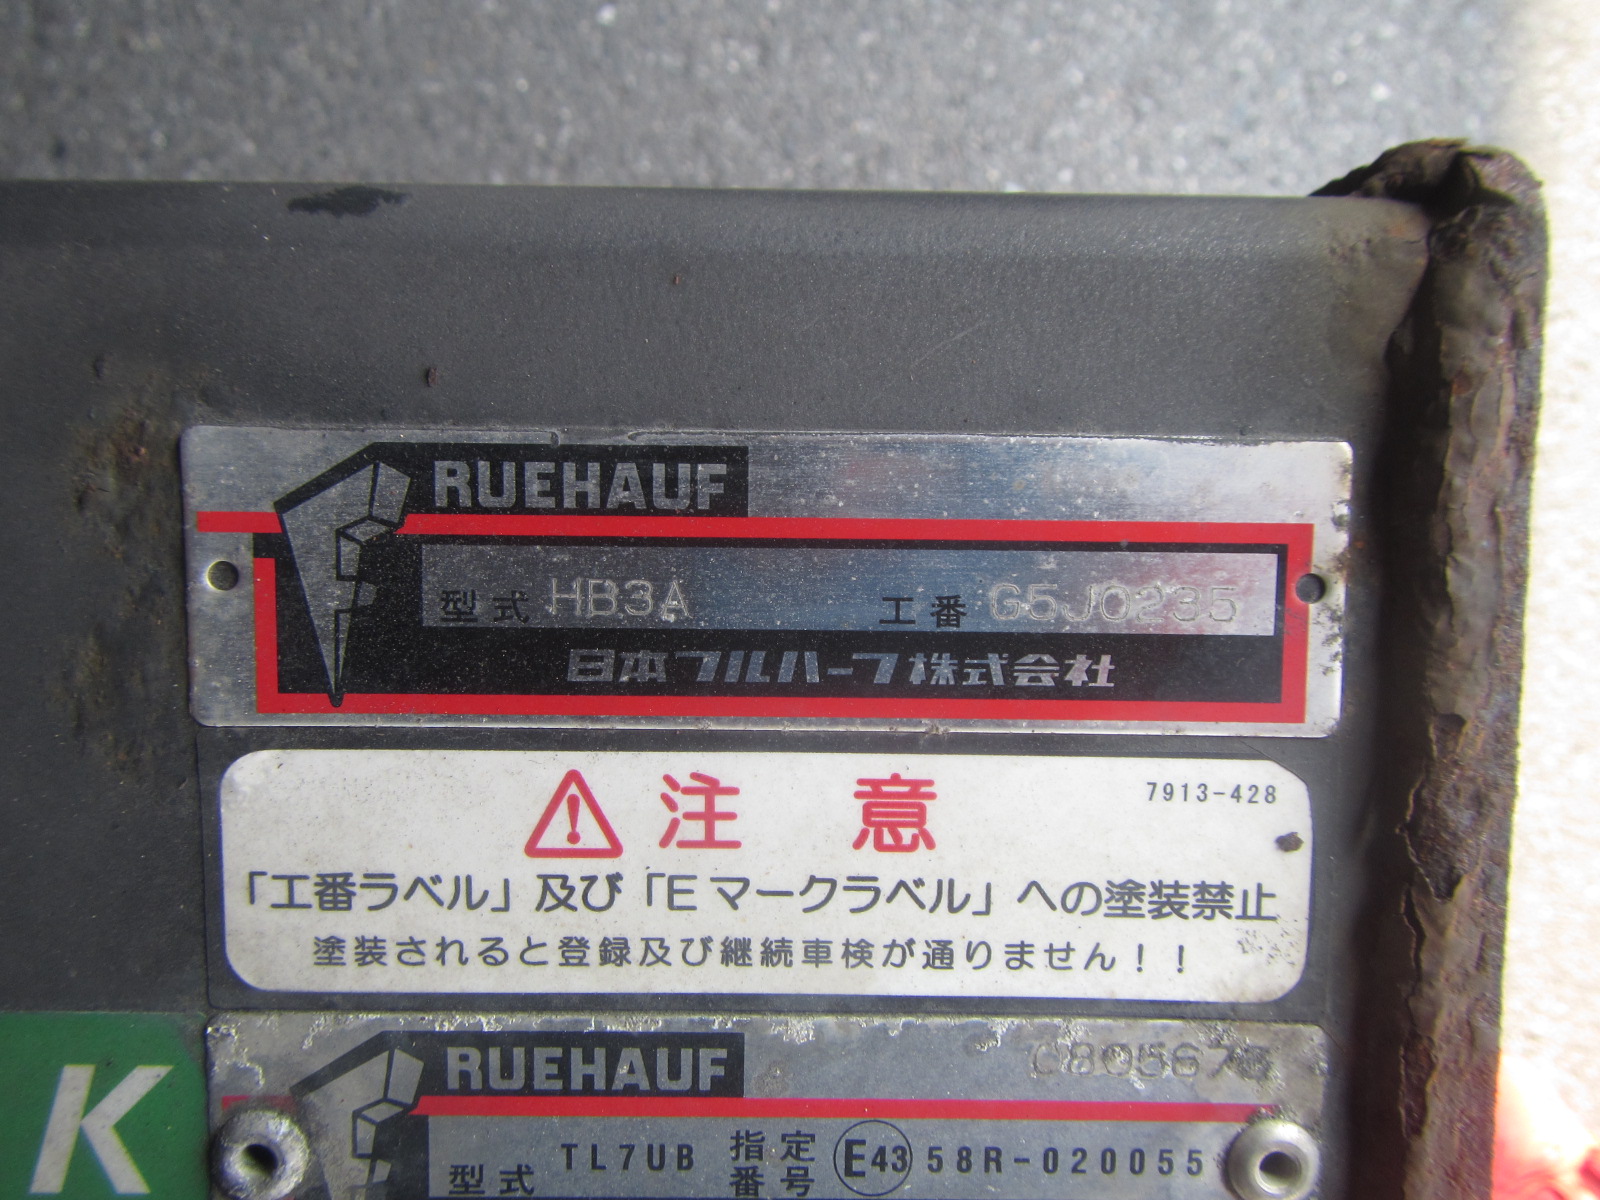 RUEHAUF
型式 HB3A 工番 G5J0235
日本フルハーフ株式会社
注意 7913-428
「工番ラベル」及び「Eマークラベル」への塗装禁止
塗装されると登録及び継続車検が通りません！！
K
RUEHAUF C805675
型式 TL7UB 指定番号 E43 58R-020055